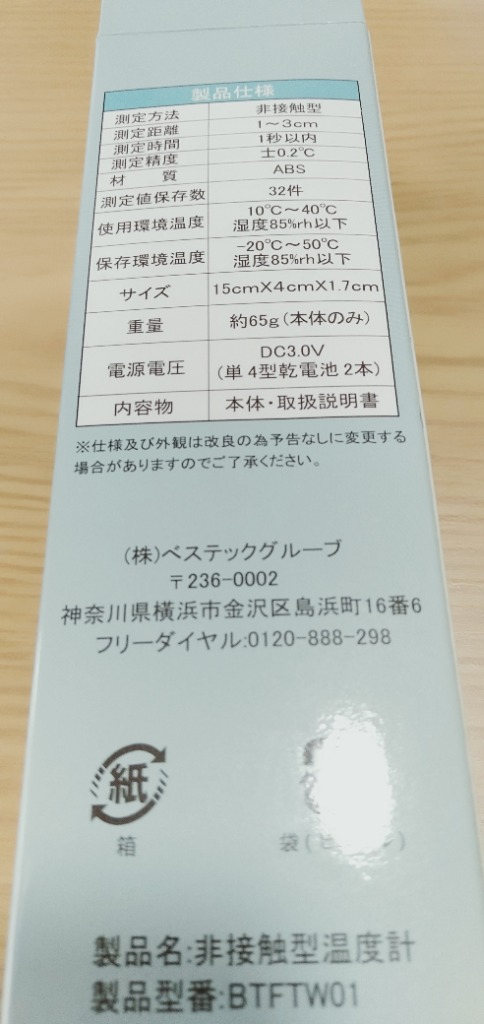 製品仕様
測定方法 非接触型
測定距離 1～3cm
測定時間 1秒以内
測定精度 士0.2℃
材 質 ABS
測定値保存数 32件
使用環境温度 10℃～40℃
湿度85%rh以下
保存環境温度 -20℃～50℃
湿度85%rh以下
サイズ 15cmX4cmX1.7cm
重量 約65g(本体のみ)
電源電圧 DC3.0V
(単4型乾電池2本)
内容物 本体・取扱説明書
※仕様及び外観は改良の為予告なしに変更する
場合がありますのでご了承ください。
(株)ベステックグループ
〒236-0002
神奈川県横浜市金沢区島浜町16番6
フリーダイヤル:0120-888-298
紙
箱
袋(
製品名:非接触型温度計
製品型番:BTFTW01